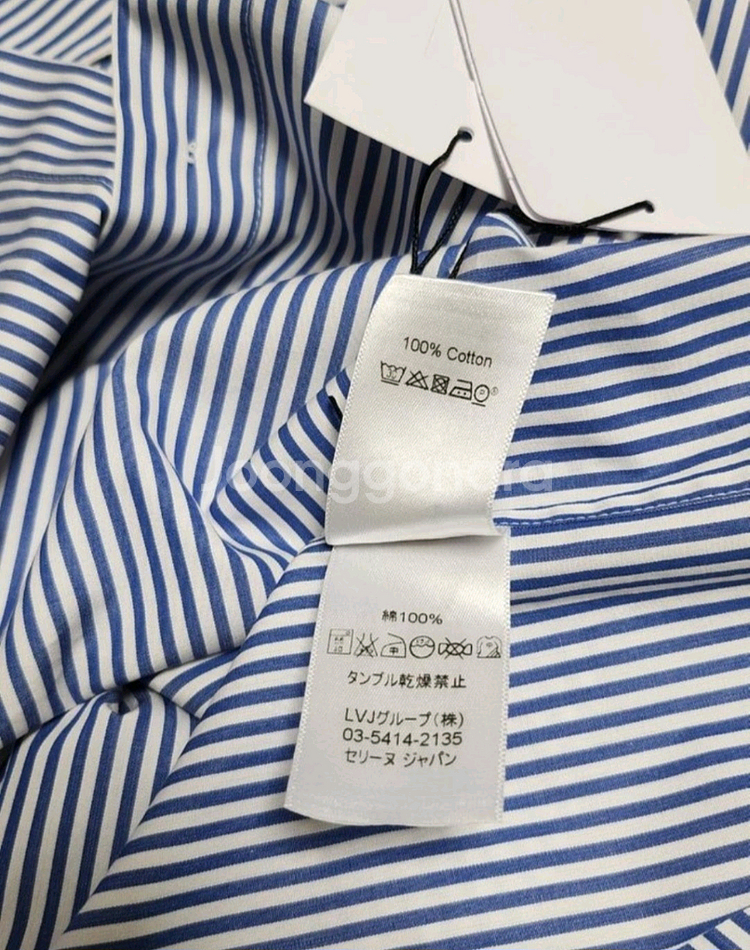 100% Cotton
Joonggonara
綿100%
タンブル乾燥禁止
LVJグループ(株)
03-5414-2135
セリーヌ ジャパン